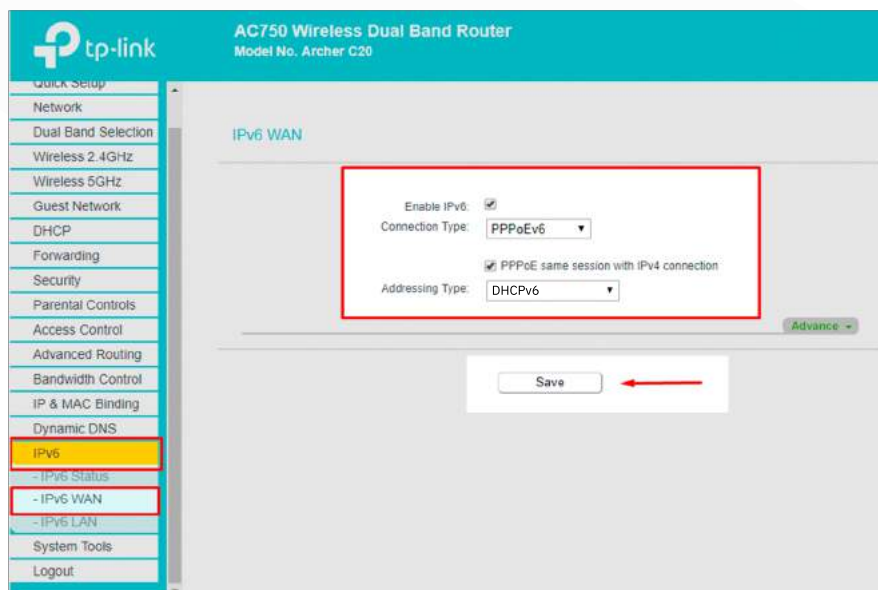 tp-link
AC750 Wireless Dual Band Router
Model No. Archer C20
Quick Setup
Network
Dual Band Selection
Wireless 2.4GHz
Wireless 5GHz
Guest Network
DHCP
Forwarding
Security
Parental Controls
Access Control
Advanced Routing
Bandwidth Control
IP & MAC Binding
Dynamic DNS
IPv6
- IPv6 Status
- IPv6 WAN
- IPv6 LAN
System Tools
Logout
IPv6 WAN
Enable IPv6:
Connection Type: PPPoEv6
PPPoE same session with IPv4 connection
Addressing Type: DHCPv6
Advance
Save